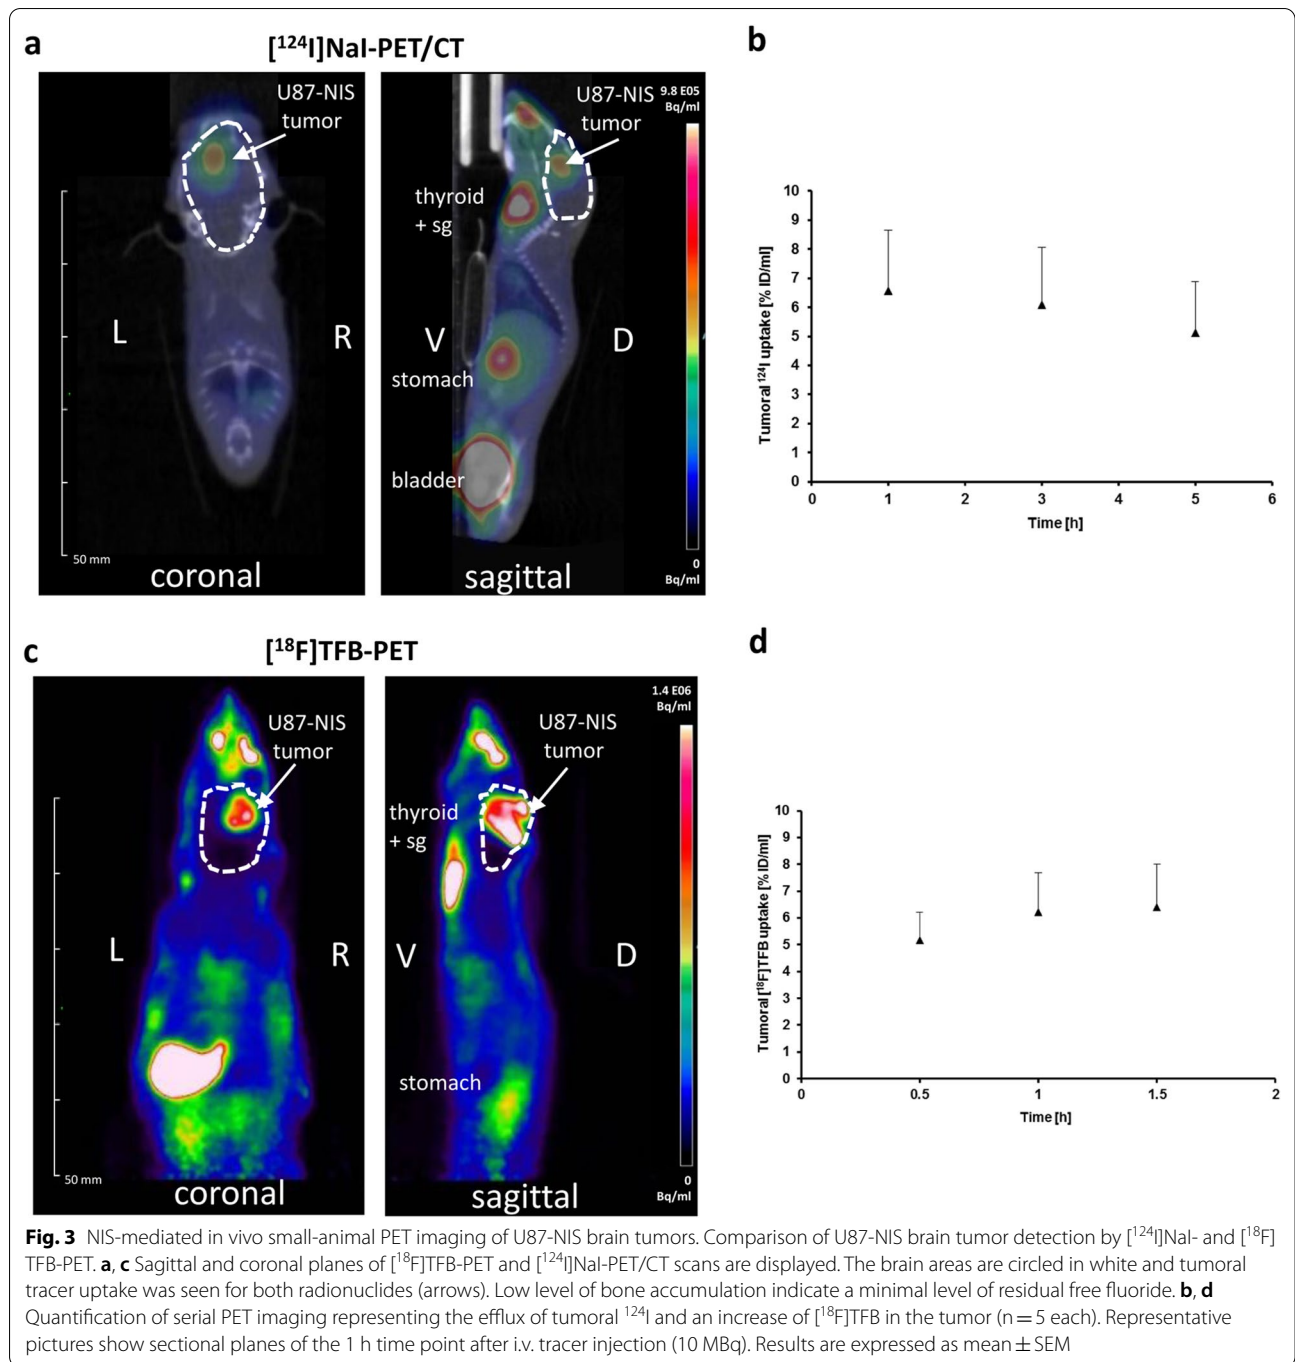 a
[¹²⁴I]NaI-PET/CT
U87-NIS
tumor
L
R
50 mm
coronal
U87-NIS
tumor
9.8 E05
Bq/ml
thyroid
+ sg
V
D
stomach
bladder
0
Bq/ml
sagittal
b
Tumoral ¹²⁴I uptake [% ID/ml]
10
9
8
7
6
5
4
3
2
1
0
0 1 2 3 4 5 6
Time [h]
c
[¹⁸F]TFB-PET
U87-NIS
tumor
L
R
50 mm
coronal
1.4 E06
Bq/ml
U87-NIS
tumor
thyroid
+ sg
V
D
stomach
0
Bq/ml
sagittal
d
Tumoral [¹⁸F]TFB uptake [% ID/ml]
10
9
8
7
6
5
4
3
2
1
0
0 0.5 1 1.5 2
Time [h]
Fig. 3 NIS-mediated in vivo small-animal PET imaging of U87-NIS brain tumors. Comparison of U87-NIS brain tumor detection by [¹²⁴I]NaI- and [¹⁸F]
TFB-PET. a, c Sagittal and coronal planes of [¹⁸F]TFB-PET and [¹²⁴I]NaI-PET/CT scans are displayed. The brain areas are circled in white and tumoral
tracer uptake was seen for both radionuclides (arrows). Low level of bone accumulation indicate a minimal level of residual free fluoride. b, d
Quantification of serial PET imaging representing the efflux of tumoral ¹²⁴I and an increase of [¹⁸F]TFB in the tumor (n = 5 each). Representative
pictures show sectional planes of the 1 h time point after i.v. tracer injection (10 MBq). Results are expressed as mean ± SEM